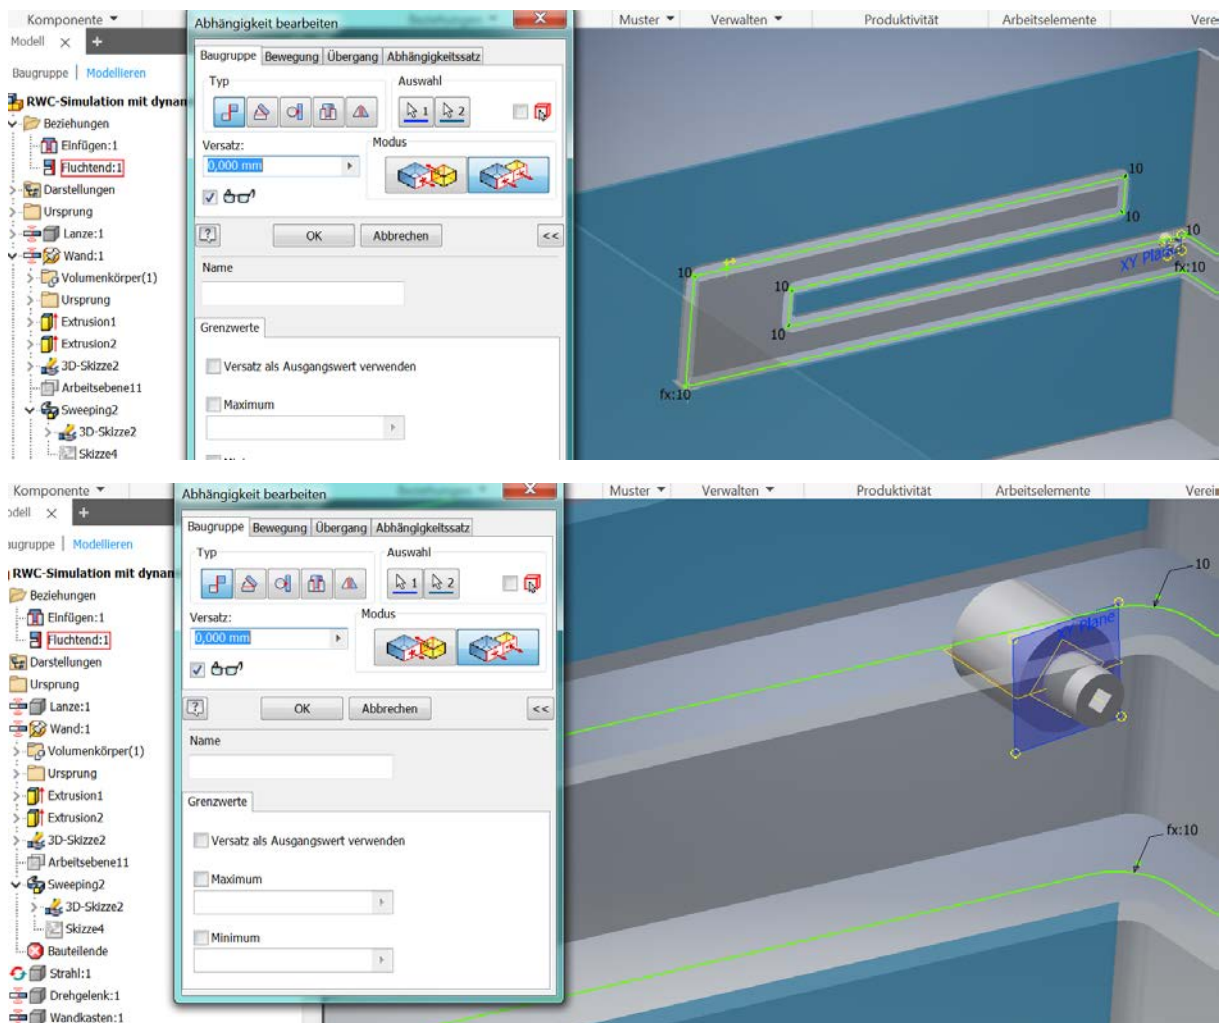 Komponente Muster Verwalten Produktivität Arbeitselemente Vere
Abhängigkeit bearbeiten
Modell × +
Baugruppe | Modellieren
Baugruppe Bewegung Übergang Abhängigkeitssatz
Typ Auswahl
RWC-Simulation mit dynan
1 2
Beziehungen
Einfügen:1
Versatz: Modus
Fluchtend:1
0,000 mm
Darstellungen
Ursprung
Lanze:1
OK Abbrechen <<
Wand:1
Name
Volumenkörper(1)
Ursprung
Extrusion1
Grenzwerte
Extrusion2
3D-Skizze2
Versatz als Ausgangswert verwenden
Arbeitsebene11
Maximum
Sweeping2
3D-Skizze2
Skizze4
10
10
10
10
XY Plane
fx:10
10
10
fx:10
Komponente Muster Verwalten Produktivität Arbeitselemente Verein
Abhängigkeit bearbeiten
odell × +
augruppe | Modellieren
Baugruppe Bewegung Übergang Abhängigkeitssatz
Typ Auswahl
RWC-Simulation mit dynan
1 2
Beziehungen
Einfügen:1
Versatz: Modus
Fluchtend:1
0,000 mm
Darstellungen
Ursprung
Lanze:1
OK Abbrechen <<
Wand:1
Name
Volumenkörper(1)
Ursprung
Extrusion1
Grenzwerte
Extrusion2
3D-Skizze2
Versatz als Ausgangswert verwenden
Arbeitsebene11
Maximum
Sweeping2
3D-Skizze2
Skizze4
Minimum
Bauteilende
Strahl:1
Drehgelenk:1
Wandkasten:1
10
XY Plane
fx:10